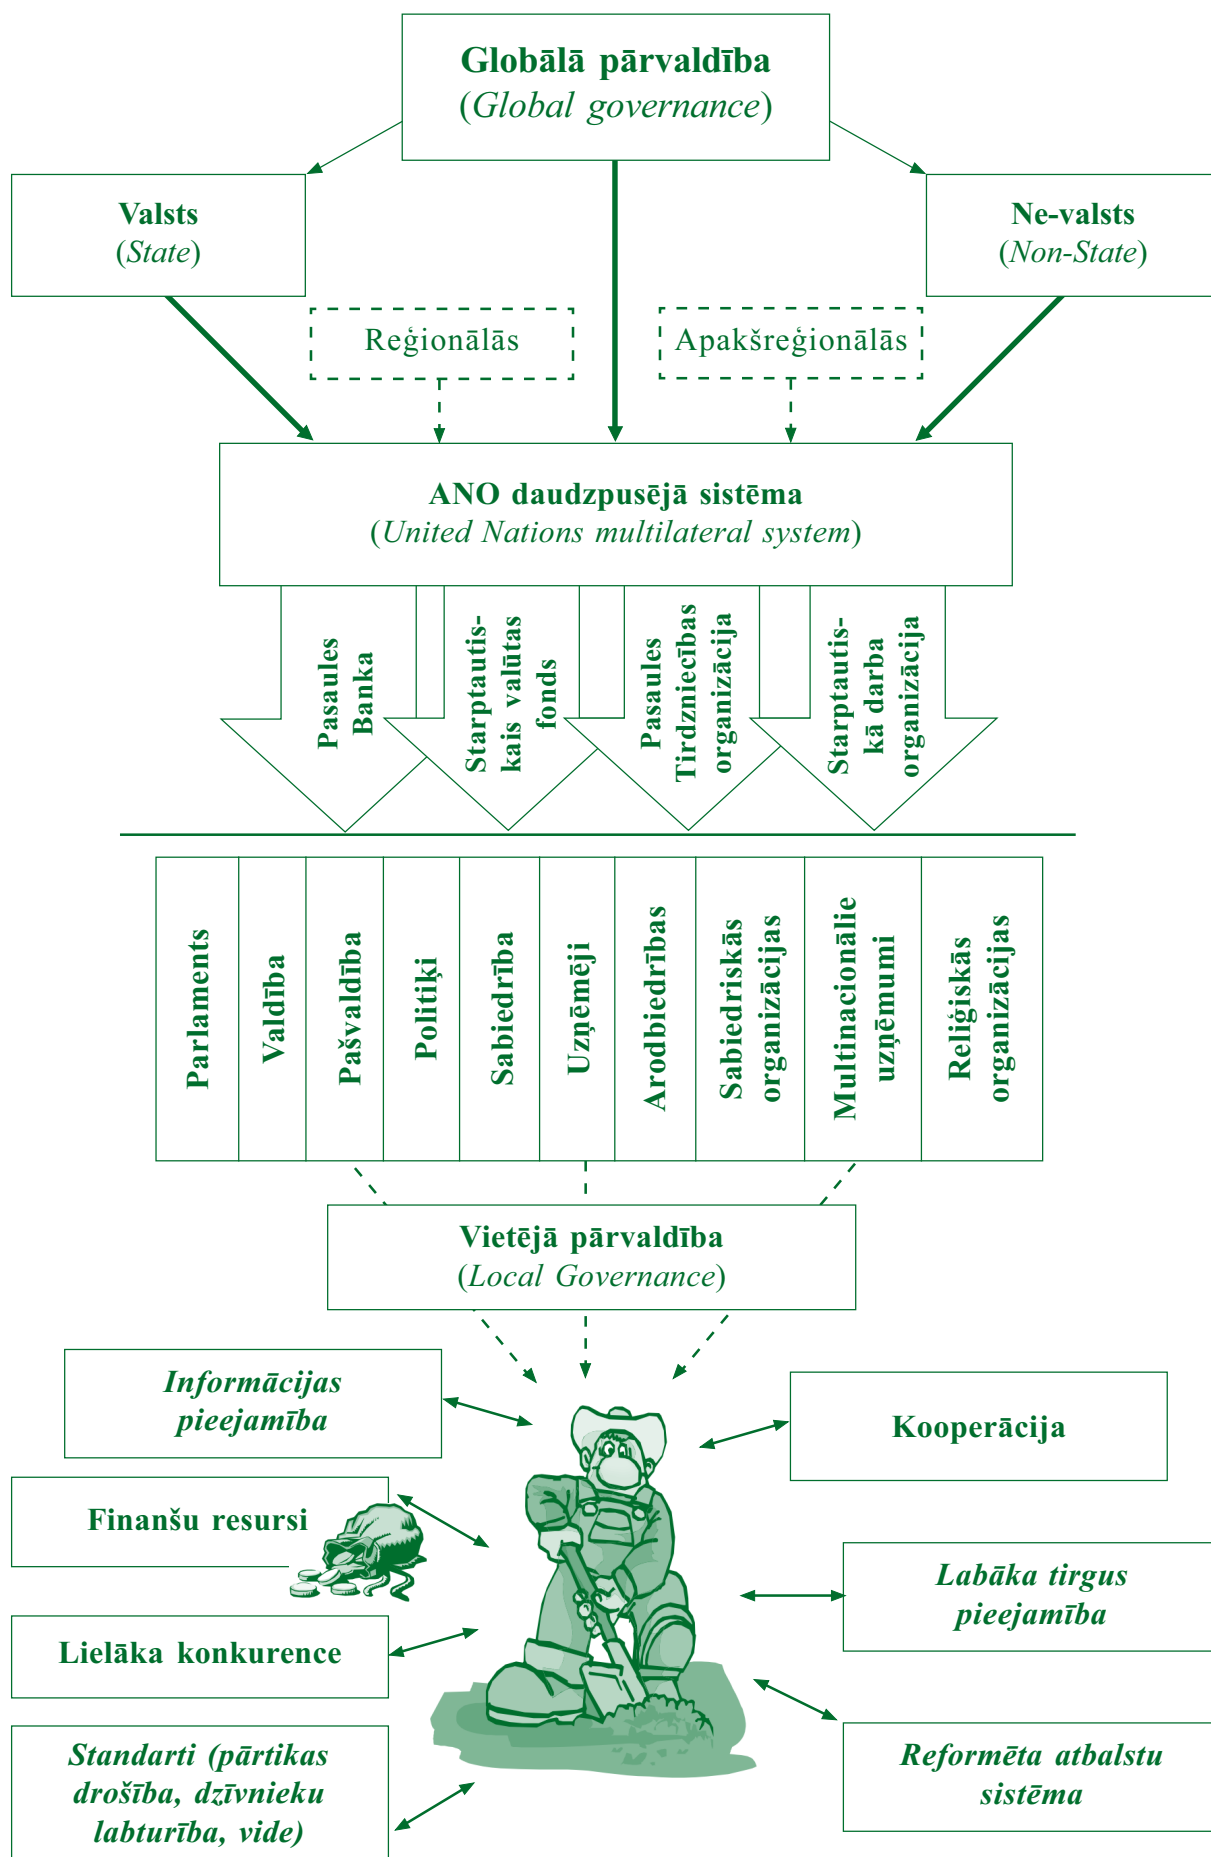 Globālā pārvaldība
(Global governance)
Valsts
(State)
Ne-valsts
(Non-State)
Reģionālās
Apakšreģionālās
ANO daudzpusējā sistēma
(United Nations multilateral system)
Pasaules
Banka
Starptautis-
kais valūtas
fonds
Pasaules
Tirdzniecības
organizācija
Starptautis-
kā darba
organizācija
Parlaments
Valdība
Pašvaldība
Politiķi
Sabiedrība
Uzņēmēji
Arodbiedrības
Sabiedriskās
organizācijas
Multinacionālie
uzņēmumi
Reliģiskās
organizācijas
Vietējā pārvaldība
(Local Governance)
Informācijas
pieejamība
Kooperācija
Finanšu resursi
Labāka tirgus
pieejamība
Lielāka konkurence
Standarti (pārtikas
drošība, dzīvnieku
labturība, vide)
Reformēta atbalstu
sistēma